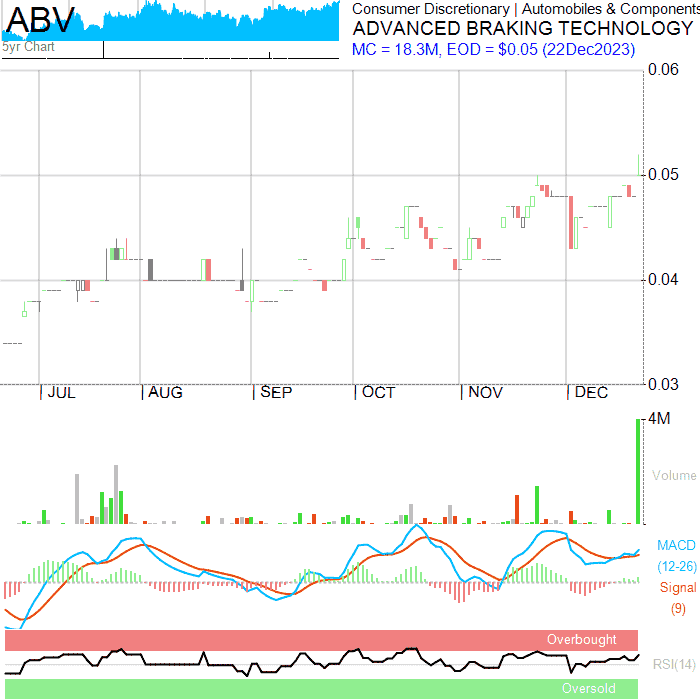 ABV
5yr Chart
Consumer Discretionary | Automobiles & Components
ADVANCED BRAKING TECHNOLOGY
MC = 18.3M, EOD = $0.05 (22Dec2023)
0.06
0.05
0.04
0.03
JUL AUG SEP OCT NOV DEC
4M
Volume
MACD
(12-26)
Signal
(9)
Overbought
RSI(14)
Oversold